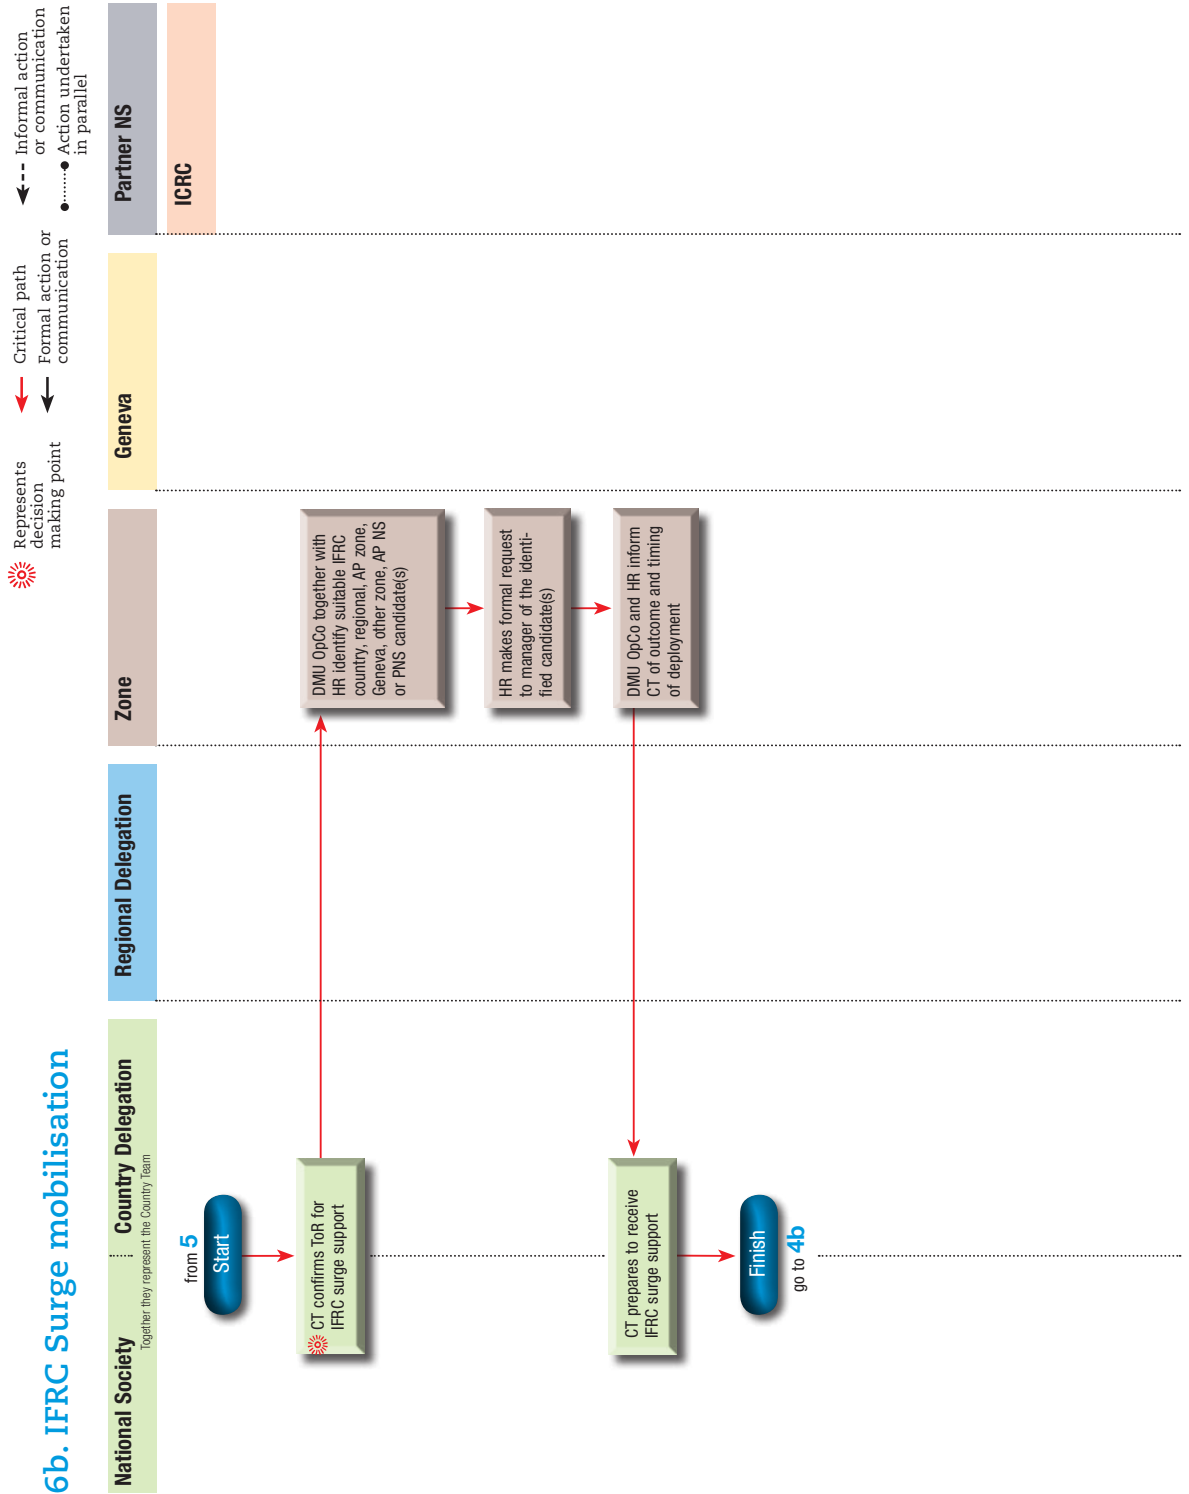 6b. IFRC Surge mobilisation
Represents
decision
making point
Critical path
Formal action or
communication
Informal action
or communication
Action undertaken
in parallel
National Society
Country Delegation
Together they represent the Country Team
Regional Delegation
Zone
Geneva
Partner NS
ICRC
from 5
Start
CT confirms ToR for
IFRC surge support
DMU OpCo together with
HR identify suitable IFRC
country, regional, AP zone,
Geneva, other zone, AP NS
or PNS candidate(s)
HR makes formal request
to manager of the identi-
fied candidate(s)
DMU OpCo and HR inform
CT of outcome and timing
of deployment
CT prepares to receive
IFRC surge support
Finish
go to 4b